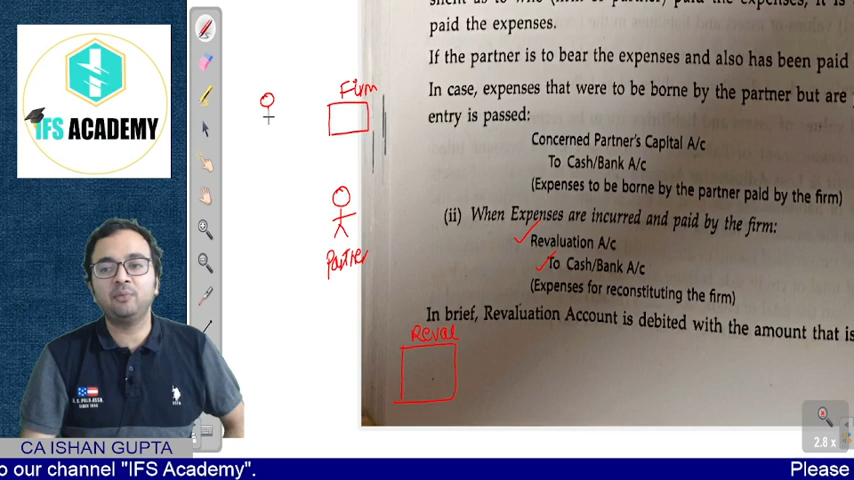 paid the expenses.
If the partner is to bear the expenses and also has been paid
In case, expenses that were to be borne by the partner but are
entry is passed:
Concerned Partner's Capital A/c
To Cash/Bank A/c
(Expenses to be borne by the partner paid by the firm)
(ii) When Expenses are incurred and paid by the firm:
Revaluation A/c
To Cash/Bank A/c
(Expenses for reconstituting the firm)
In brief, Revaluation Account is debited with the amount that is
Firm
Partner
Reval
IFS ACADEMY
U.S. POLO ASSN.
SINCE 1890
2.8 x
CA ISHAN GUPTA
o our channel "IFS Academy".
Please